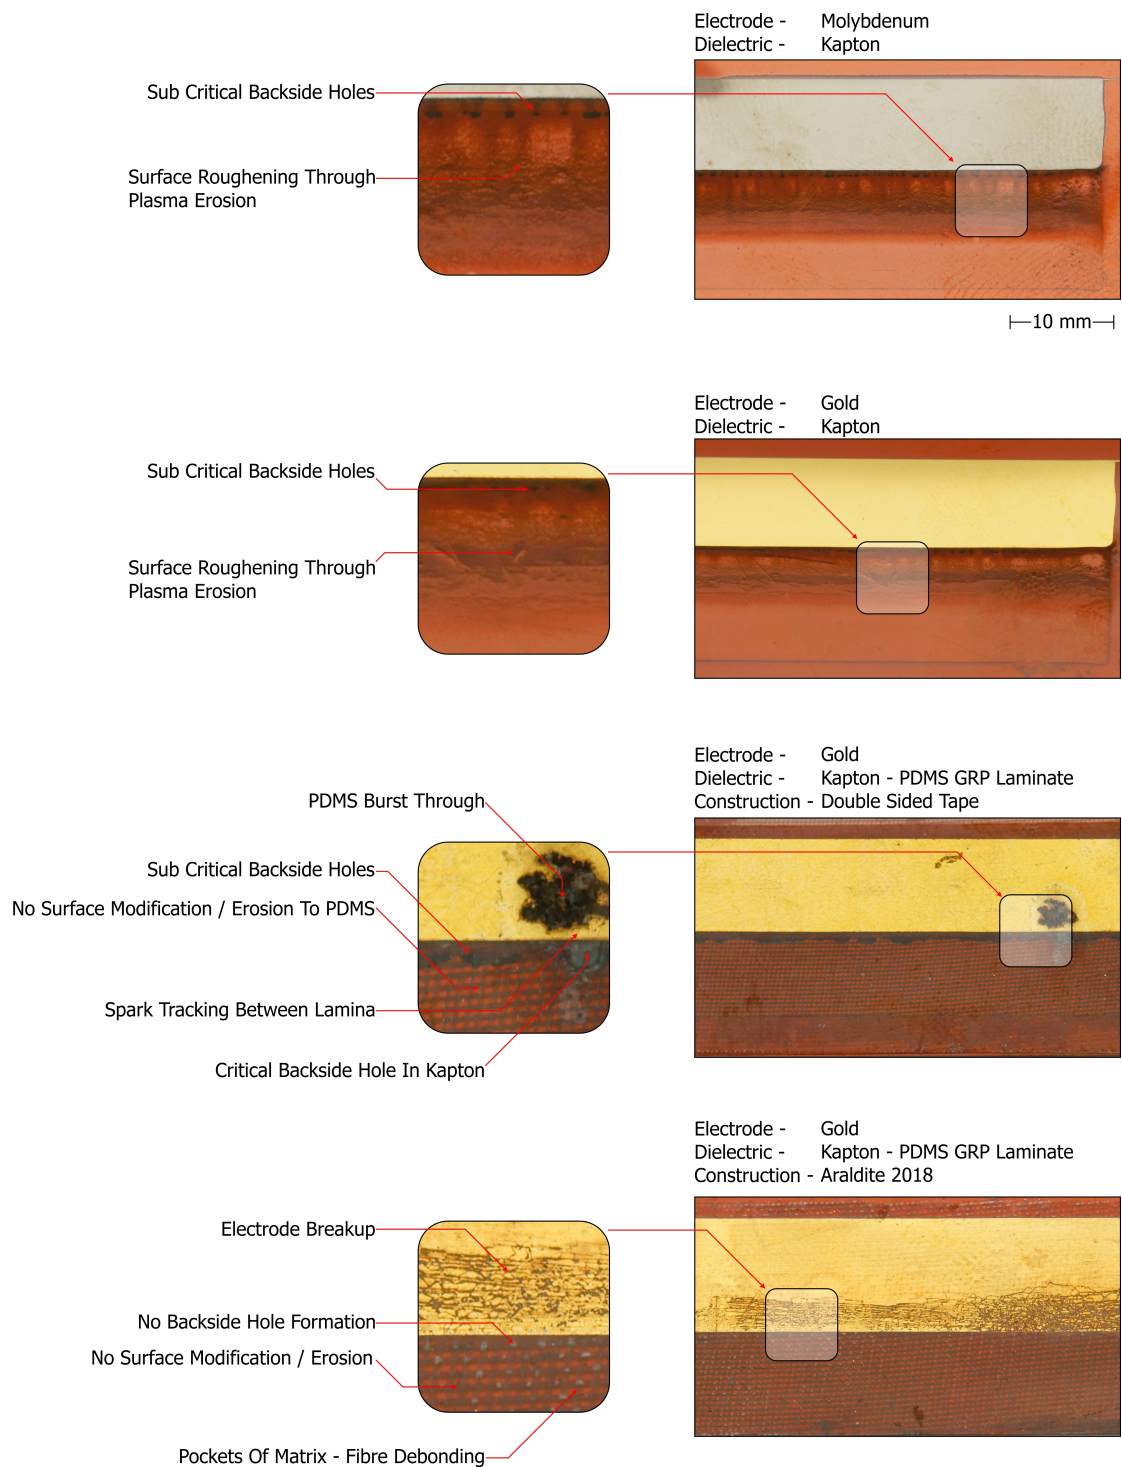 Electrode - Molybdenum
Dielectric - Kapton
Sub Critical Backside Holes
Surface Roughening Through
Plasma Erosion
10 mm
Electrode - Gold
Dielectric - Kapton
Sub Critical Backside Holes
Surface Roughening Through
Plasma Erosion
Electrode - Gold
Dielectric - Kapton - PDMS GRP Laminate
Construction - Double Sided Tape
PDMS Burst Through
Sub Critical Backside Holes
No Surface Modification / Erosion To PDMS
Spark Tracking Between Lamina
Critical Backside Hole In Kapton
Electrode - Gold
Dielectric - Kapton - PDMS GRP Laminate
Construction - Araldite 2018
Electrode Breakup
No Backside Hole Formation
No Surface Modification / Erosion
Pockets Of Matrix - Fibre Debonding